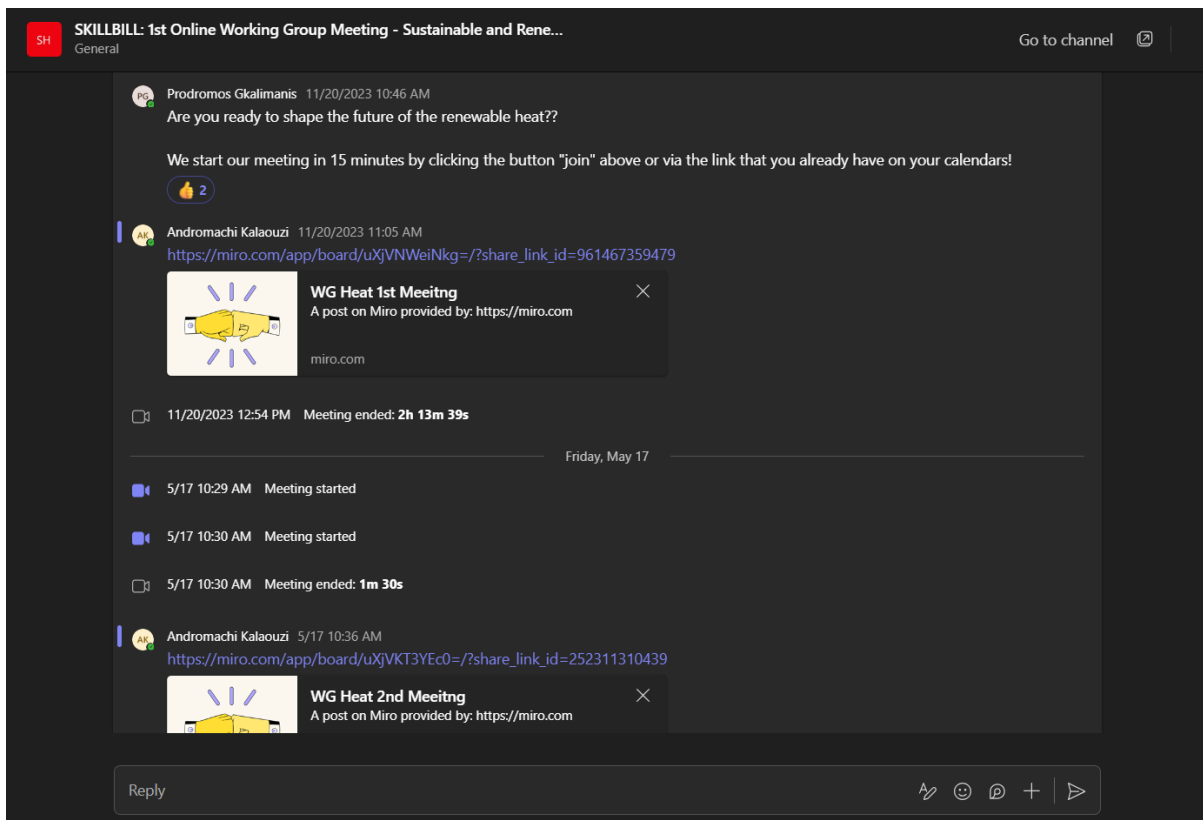 SH
SKILLBILL: 1st Online Working Group Meeting - Sustainable and Rene...
General
Go to channel
PG
Prodromos Gkalimanis 11/20/2023 10:46 AM
Are you ready to shape the future of the renewable heat??
We start our meeting in 15 minutes by clicking the button "join" above or via the link that you already have on your calendars!
👍 2
AK
Andromachi Kalaouzi 11/20/2023 11:05 AM
https://miro.com/app/board/uXjVNWeiNkg=/?share_link_id=961467359479
WG Heat 1st Meeitng
A post on Miro provided by: https://miro.com
miro.com
11/20/2023 12:54 PM Meeting ended: 2h 13m 39s
Friday, May 17
5/17 10:29 AM Meeting started
5/17 10:30 AM Meeting started
5/17 10:30 AM Meeting ended: 1m 30s
AK
Andromachi Kalaouzi 5/17 10:36 AM
https://miro.com/app/board/uXjVKT3YEc0=/?share_link_id=252311310439
WG Heat 2nd Meeitng
A post on Miro provided by: https://miro.com
Reply